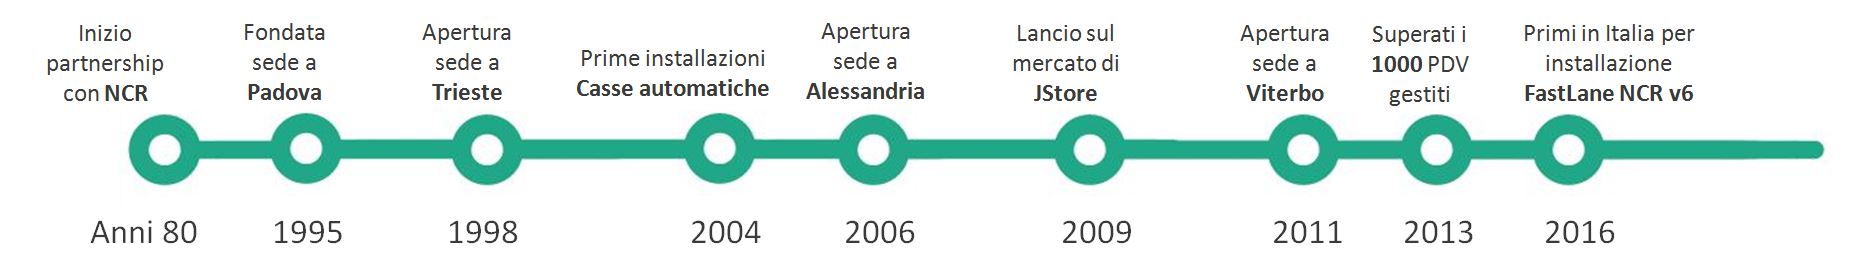 Inizio
partnership
con NCR
Fondata
sede a
Padova
Apertura
sede a
Trieste
Prime installazioni
Casse automatiche
Apertura
sede a
Alessandria
Lancio sul
mercato di
JStore
Apertura
sede a
Viterbo
Superati i
1000 PDV
gestiti
Primi in Italia per
installazione
FastLane NCR v6
Anni 80
1995
1998
2004
2006
2009
2011
2013
2016